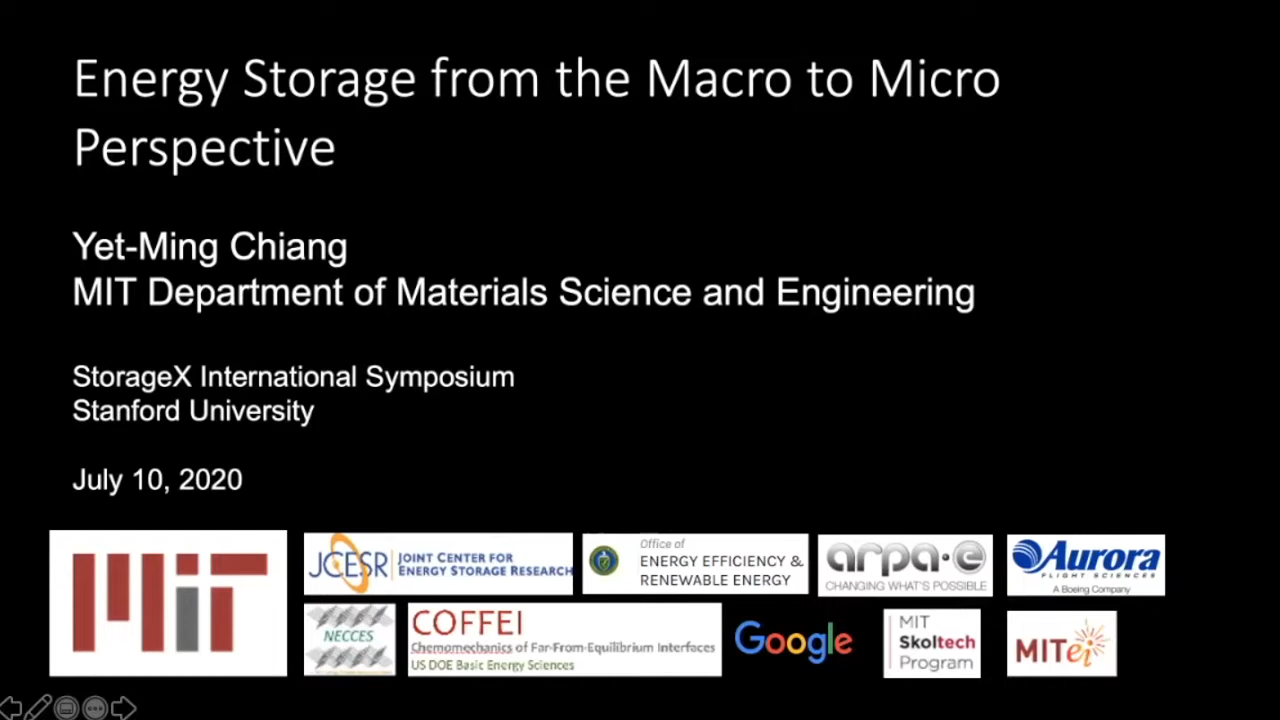 Energy Storage from the Macro to Micro
Perspective
Yet-Ming Chiang
MIT Department of Materials Science and Engineering
StorageX International Symposium
Stanford University
July 10, 2020
MIT
JCESR JOINT CENTER FOR
ENERGY STORAGE RESEARCH
Office of
ENERGY EFFICIENCY &
RENEWABLE ENERGY
arpa·e
CHANGING WHAT'S POSSIBLE
Aurora
FLIGHT SCIENCES
A Boeing Company
NECCES
COFFEI
Chemomechanics of Far-From-Equilibrium Interfaces
US DOE Basic Energy Sciences
Google
MIT
Skoltech
Program
MITei